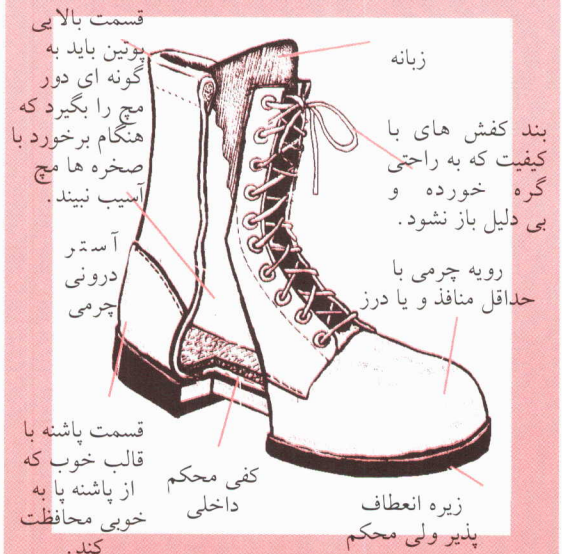 قسمت بالایی
پوتین باید به
گونه ای دور
مچ را بگیرد که
هنگام برخورد با
صخره ها مچ
آسیب نبیند.
زبانه
بند کفش های با
کیفیت که به راحتی
گره خورده و
بی دلیل باز نشود.
رویه چرمی با
حداقل منافذ و یا درز
آستر
درونی
چرمی
قسمت پاشنه با
قالب خوب که
از پاشنه پا به
خوبی محافظت
کند.
کفی محکم
داخلی
زیره انعطاف
پذیر ولی محکم